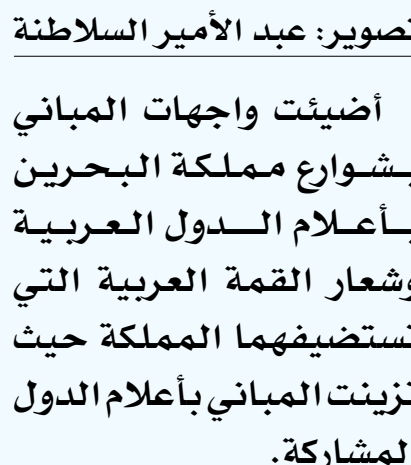 تصوير: عبد الأمير السلاطنة
أضيئت واجهات المباني
بشوارع مملكة البحرين
بأعلام الدول العربية
وشعار القمة العربية التي
تستضيفهما المملكة حيث
تزينت المباني بأعلام الدول
المشاركة.